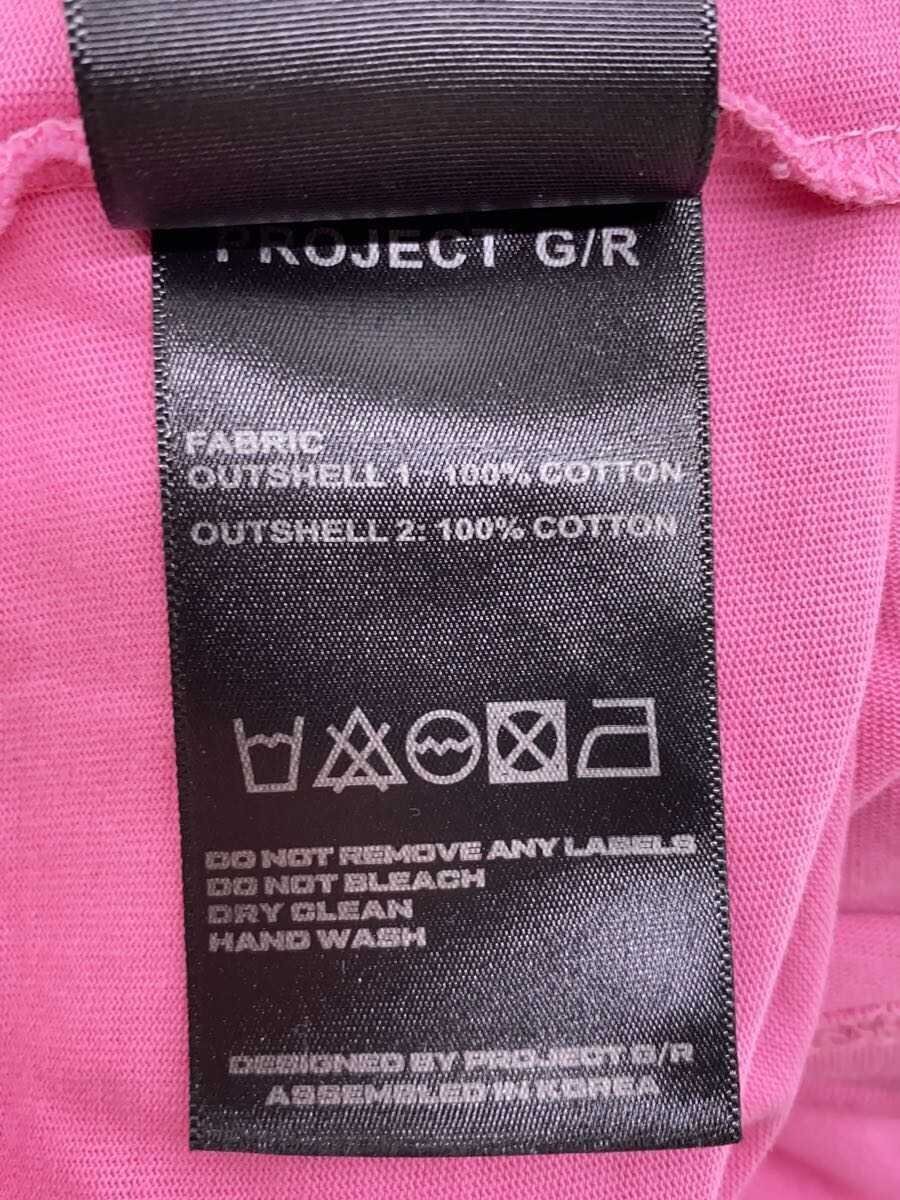 PROJECT G/R
FABRIC
OUTSHELL 1 - 100% COTTON
OUTSHELL 2: 100% COTTON
DO NOT REMOVE ANY LABELS
DO NOT BLEACH
DRY CLEAN
HAND WASH
DESIGNED BY PROJECT G/R
ASSEMBLED IN KOREA